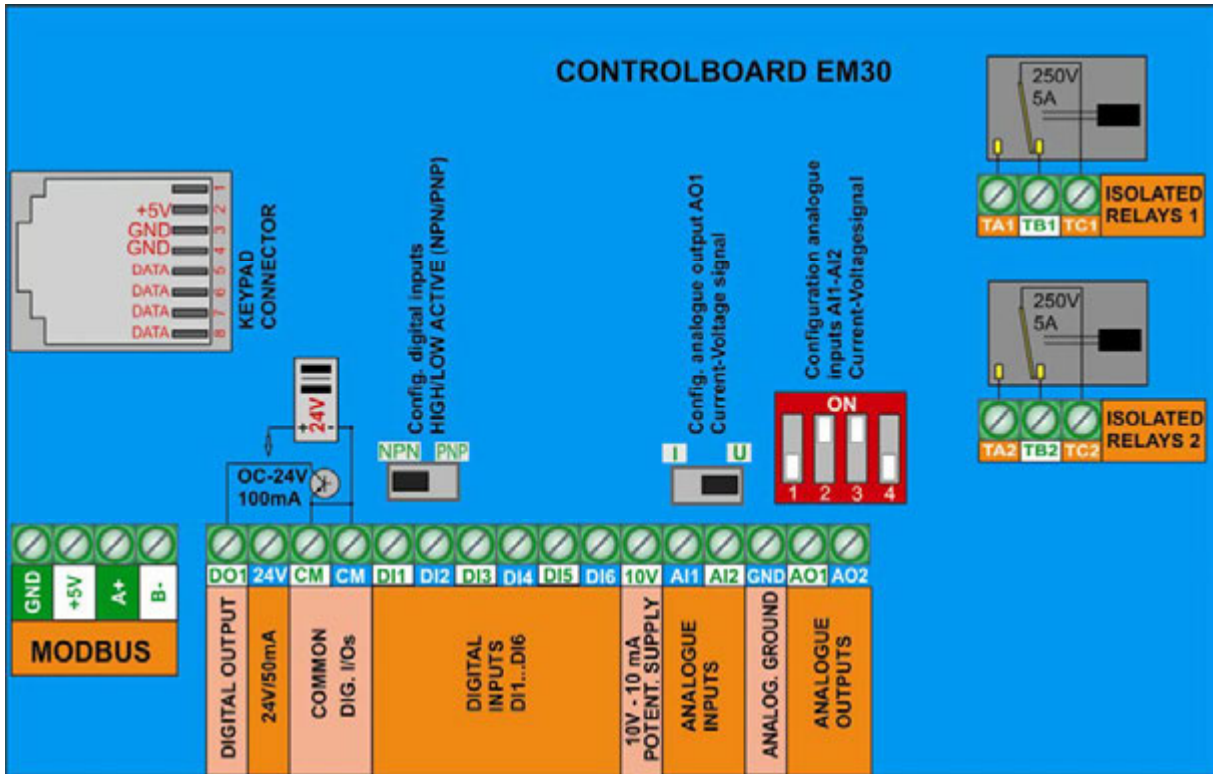 CONTROLBOARD EM30
250V
5A
TA1 TB1 TC1
ISOLATED
RELAYS 1
250V
5A
TA2 TB2 TC2
ISOLATED
RELAYS 2
1
+5V 2
GND 3
GND 4
DATA 5
DATA 6
DATA 7
DATA 8
KEYPAD
CONNECTOR
24V
+ -
OC-24V
100mA
Config. digital inputs
HIGH/LOW ACTIVE (NPN/PNP)
NPN PNP
Config. analogue output AO1
Current-Voltage signal
I U
Configuration analogue
inputs AI1-AI2
Current-Voltagesignal
ON
1 2 3 4
GND +5V A+ B-
MODBUS
DO1 24V CM CM DI1 DI2 DI3 DI4 DI5 DI6 10V AI1 AI2 GND AO1 AO2
DIGITAL OUTPUT
24V/50mA
COMMON
DIG. I/Os
DIGITAL
INPUTS
DI1...DI6
10V - 10 mA
POTENT. SUPPLY
ANALOGUE
INPUTS
ANALOG. GROUND
ANALOGUE
OUTPUTS